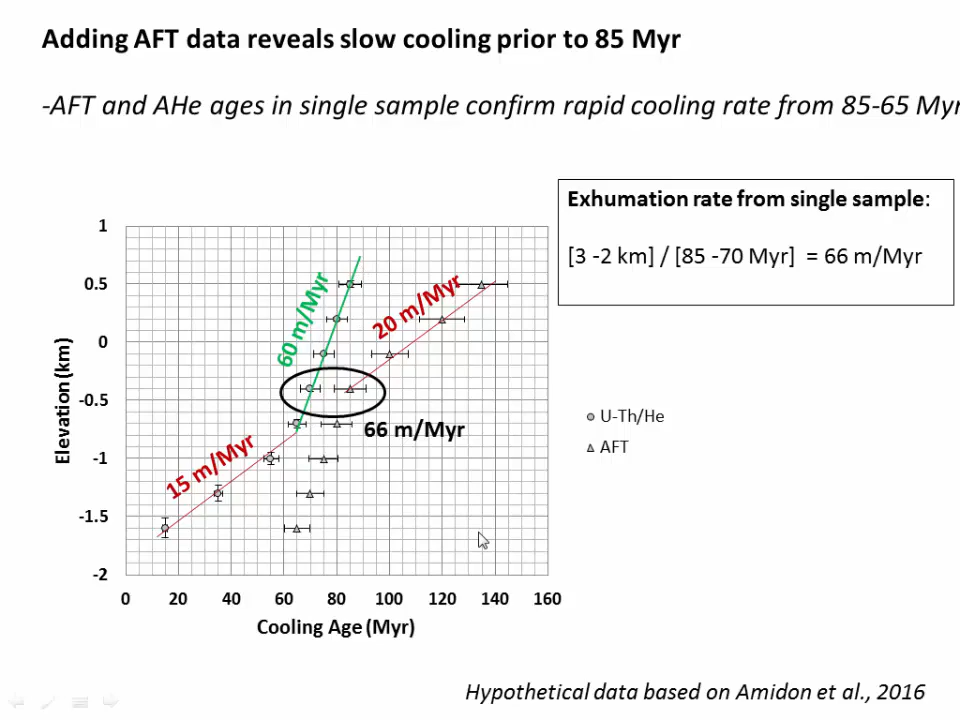 Adding AFT data reveals slow cooling prior to 85 Myr
-AFT and AHe ages in single sample confirm rapid cooling rate from 85-65 Myr
Exhumation rate from single sample:
[3 -2 km] / [85 -70 Myr] = 66 m/Myr
1
0.5
0
-0.5
-1
-1.5
-2
Elevation (km)
60 m/Myr
20 m/Myr
66 m/Myr
15 m/Myr
U-Th/He
AFT
0 20 40 60 80 100 120 140 160
Cooling Age (Myr)
Hypothetical data based on Amidon et al., 2016